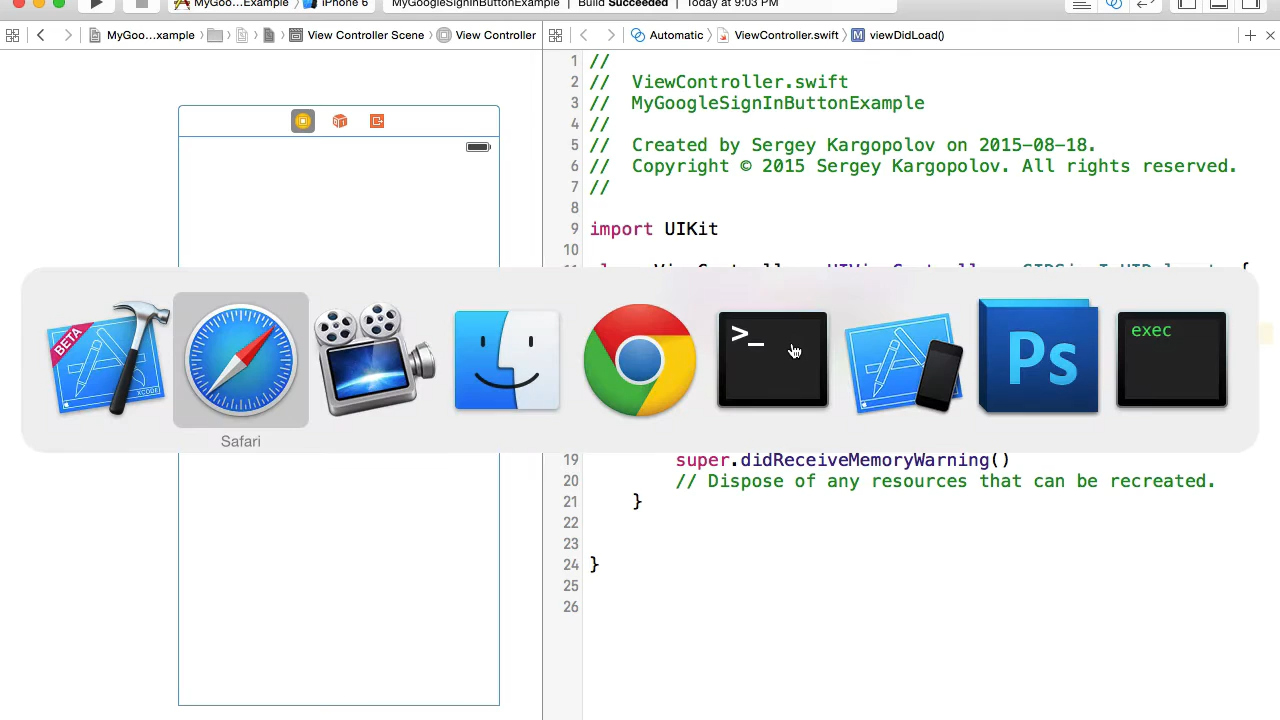 MyGoo...Example iPhone 6 MyGoogleSignInButtonExample Build Succeeded Today at 9:03 PM
MyGoo...xample View Controller Scene View Controller Automatic ViewController.swift M viewDidLoad()
1 //
2 // ViewController.swift
3 // MyGoogleSignInButtonExample
4 //
5 // Created by Sergey Kargopolov on 2015-08-18.
6 // Copyright © 2015 Sergey Kargopolov. All rights reserved.
7 //
8
9 import UIKit
10
BETA
XCODE
>_
Ps
exec
Safari
19 super.didReceiveMemoryWarning()
20 // Dispose of any resources that can be recreated.
21 }
22
23
24 }
25
26